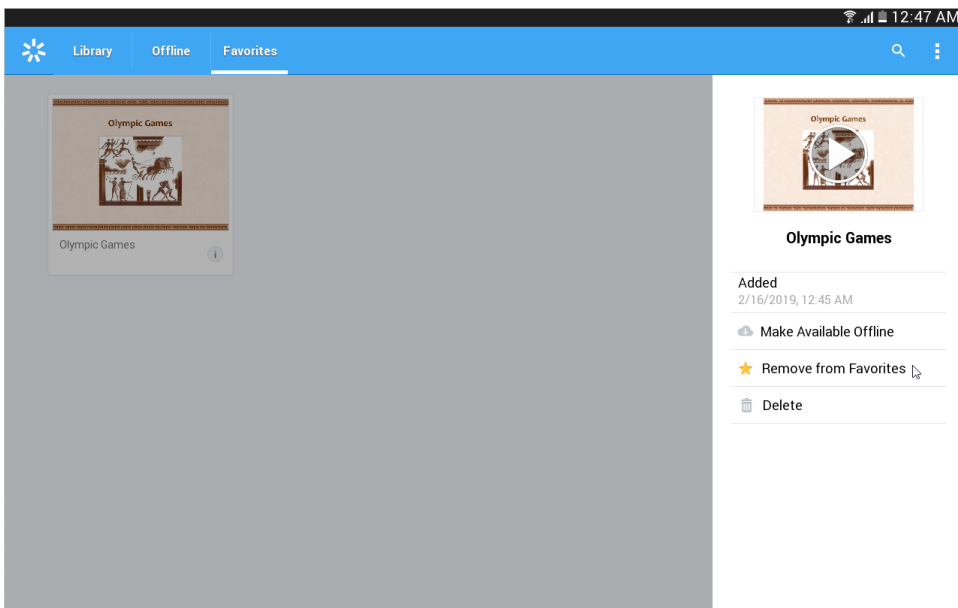 12:47 AM
Library Offline Favorites
Olympic Games
Olympic Games
i
Olympic Games
Olympic Games
Added
2/16/2019, 12:45 AM
Make Available Offline
Remove from Favorites
Delete